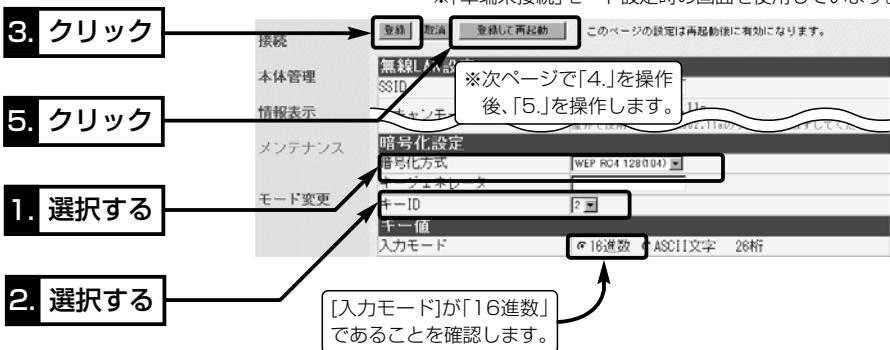 ※「単端末接続」モード設定時の画面を使用しています
3. クリック
登録 取消 登録して再起動 このページの設定は再起動後に有効になります。
接続
無線LAN設定
本体管理
SSID
※次ページで「4.」を操作
後、「5.」を操作します。
5. クリック
情報表示
暗号化設定
メンテナンス
暗号化方式 WEP RC4 128(104)
キージェネレータ
1. 選択する
モード変更
キーID 2
キー値
入力モード 16進数 ASCII文字 26桁
2. 選択する
[入力モード]が「16進数」
であることを確認します。